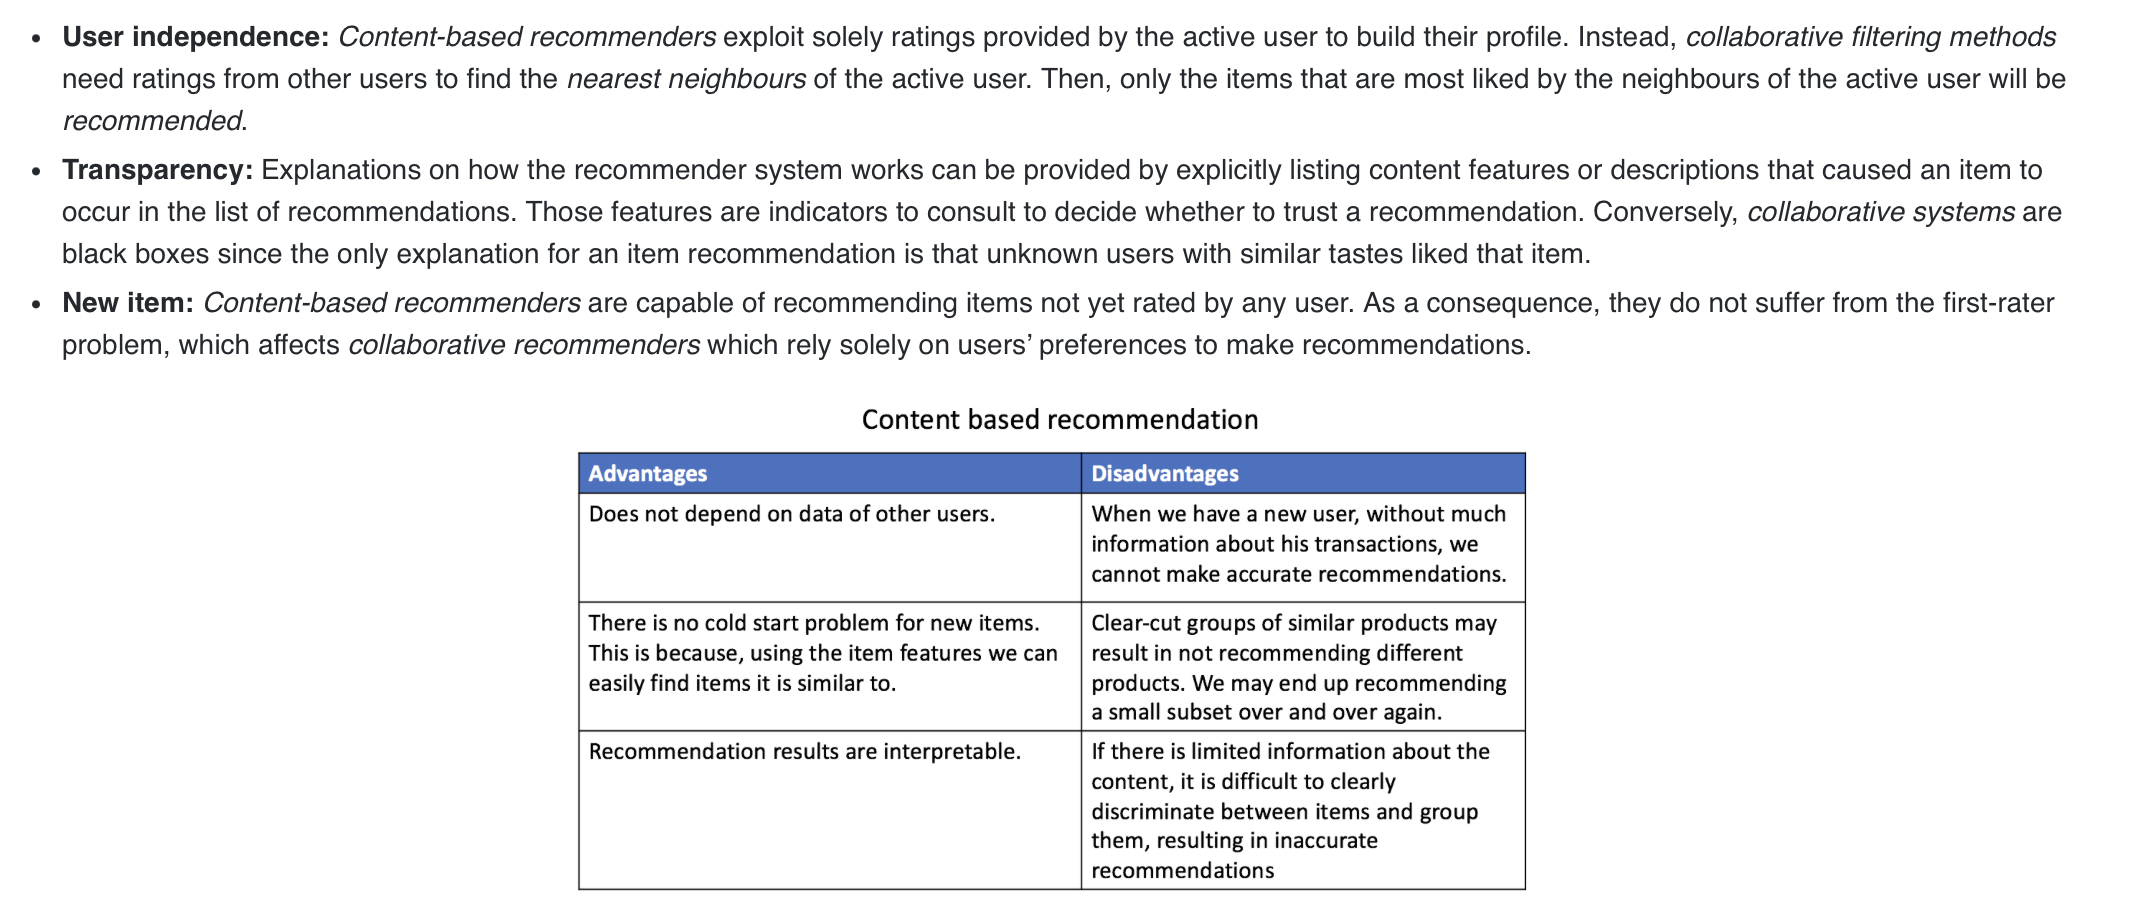 • User independence: Content-based recommenders exploit solely ratings provided by the active user to build their profile. Instead, collaborative filtering methods
need ratings from other users to find the nearest neighbours of the active user. Then, only the items that are most liked by the neighbours of the active user will be
recommended.
• Transparency: Explanations on how the recommender system works can be provided by explicitly listing content features or descriptions that caused an item to
occur in the list of recommendations. Those features are indicators to consult to decide whether to trust a recommendation. Conversely, collaborative systems are
black boxes since the only explanation for an item recommendation is that unknown users with similar tastes liked that item.
• New item: Content-based recommenders are capable of recommending items not yet rated by any user. As a consequence, they do not suffer from the first-rater
problem, which affects collaborative recommenders which rely solely on users’ preferences to make recommendations.
Content based recommendation
Advantages
Disadvantages
Does not depend on data of other users.
When we have a new user, without much
information about his transactions, we
cannot make accurate recommendations.
There is no cold start problem for new items.
This is because, using the item features we can
easily find items it is similar to.
Clear-cut groups of similar products may
result in not recommending different
products. We may end up recommending
a small subset over and over again.
Recommendation results are interpretable.
If there is limited information about the
content, it is difficult to clearly
discriminate between items and group
them, resulting in inaccurate
recommendations